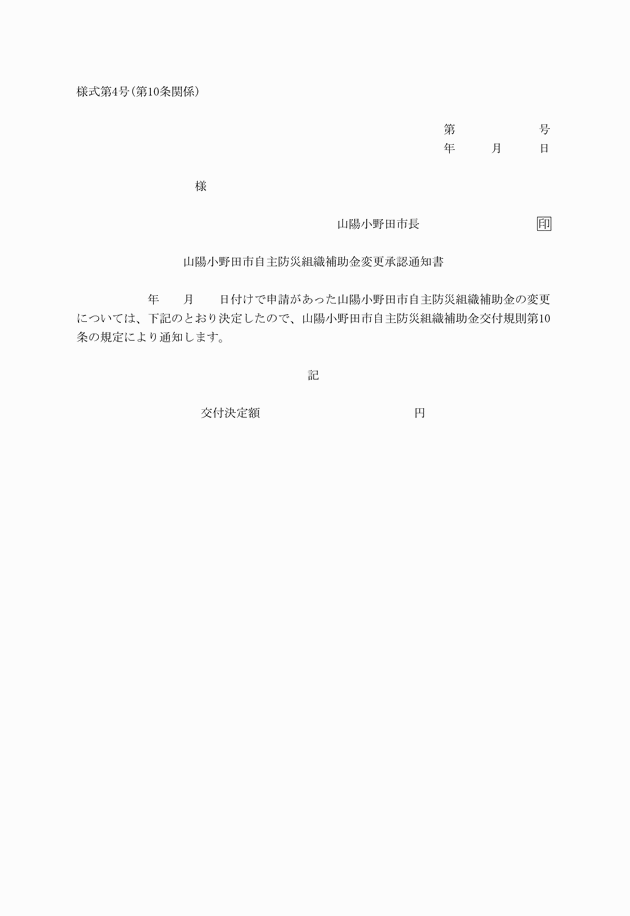 様式第4号(第10条関係)
第　　　　　　　号
年　　　月　　　日
様
山陽小野田市長　　　　　　　　　　印
山陽小野田市自主防災組織補助金変更承認通知書
年　　月　　日付けで申請があった山陽小野田市自主防災組織補助金の変更
については、下記のとおり決定したので、山陽小野田市自主防災組織補助金交付規則第10
条の規定により通知します。
記
交付決定額　　　　　　　　　　　　　円